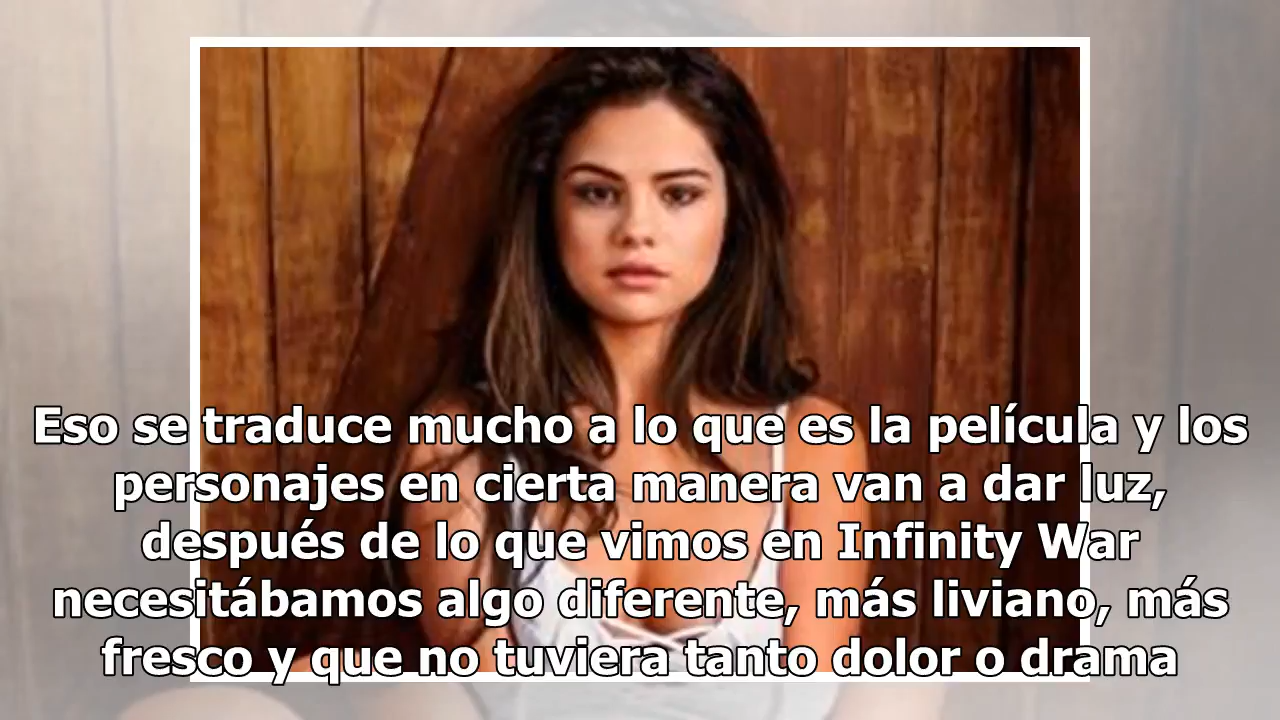 Eso se traduce mucho a lo que es la película y los
personajes en cierta manera van a dar luz,
después de lo que vimos en Infinity War
necesitábamos algo diferente, más liviano, más
fresco y que no tuviera tanto dolor o drama